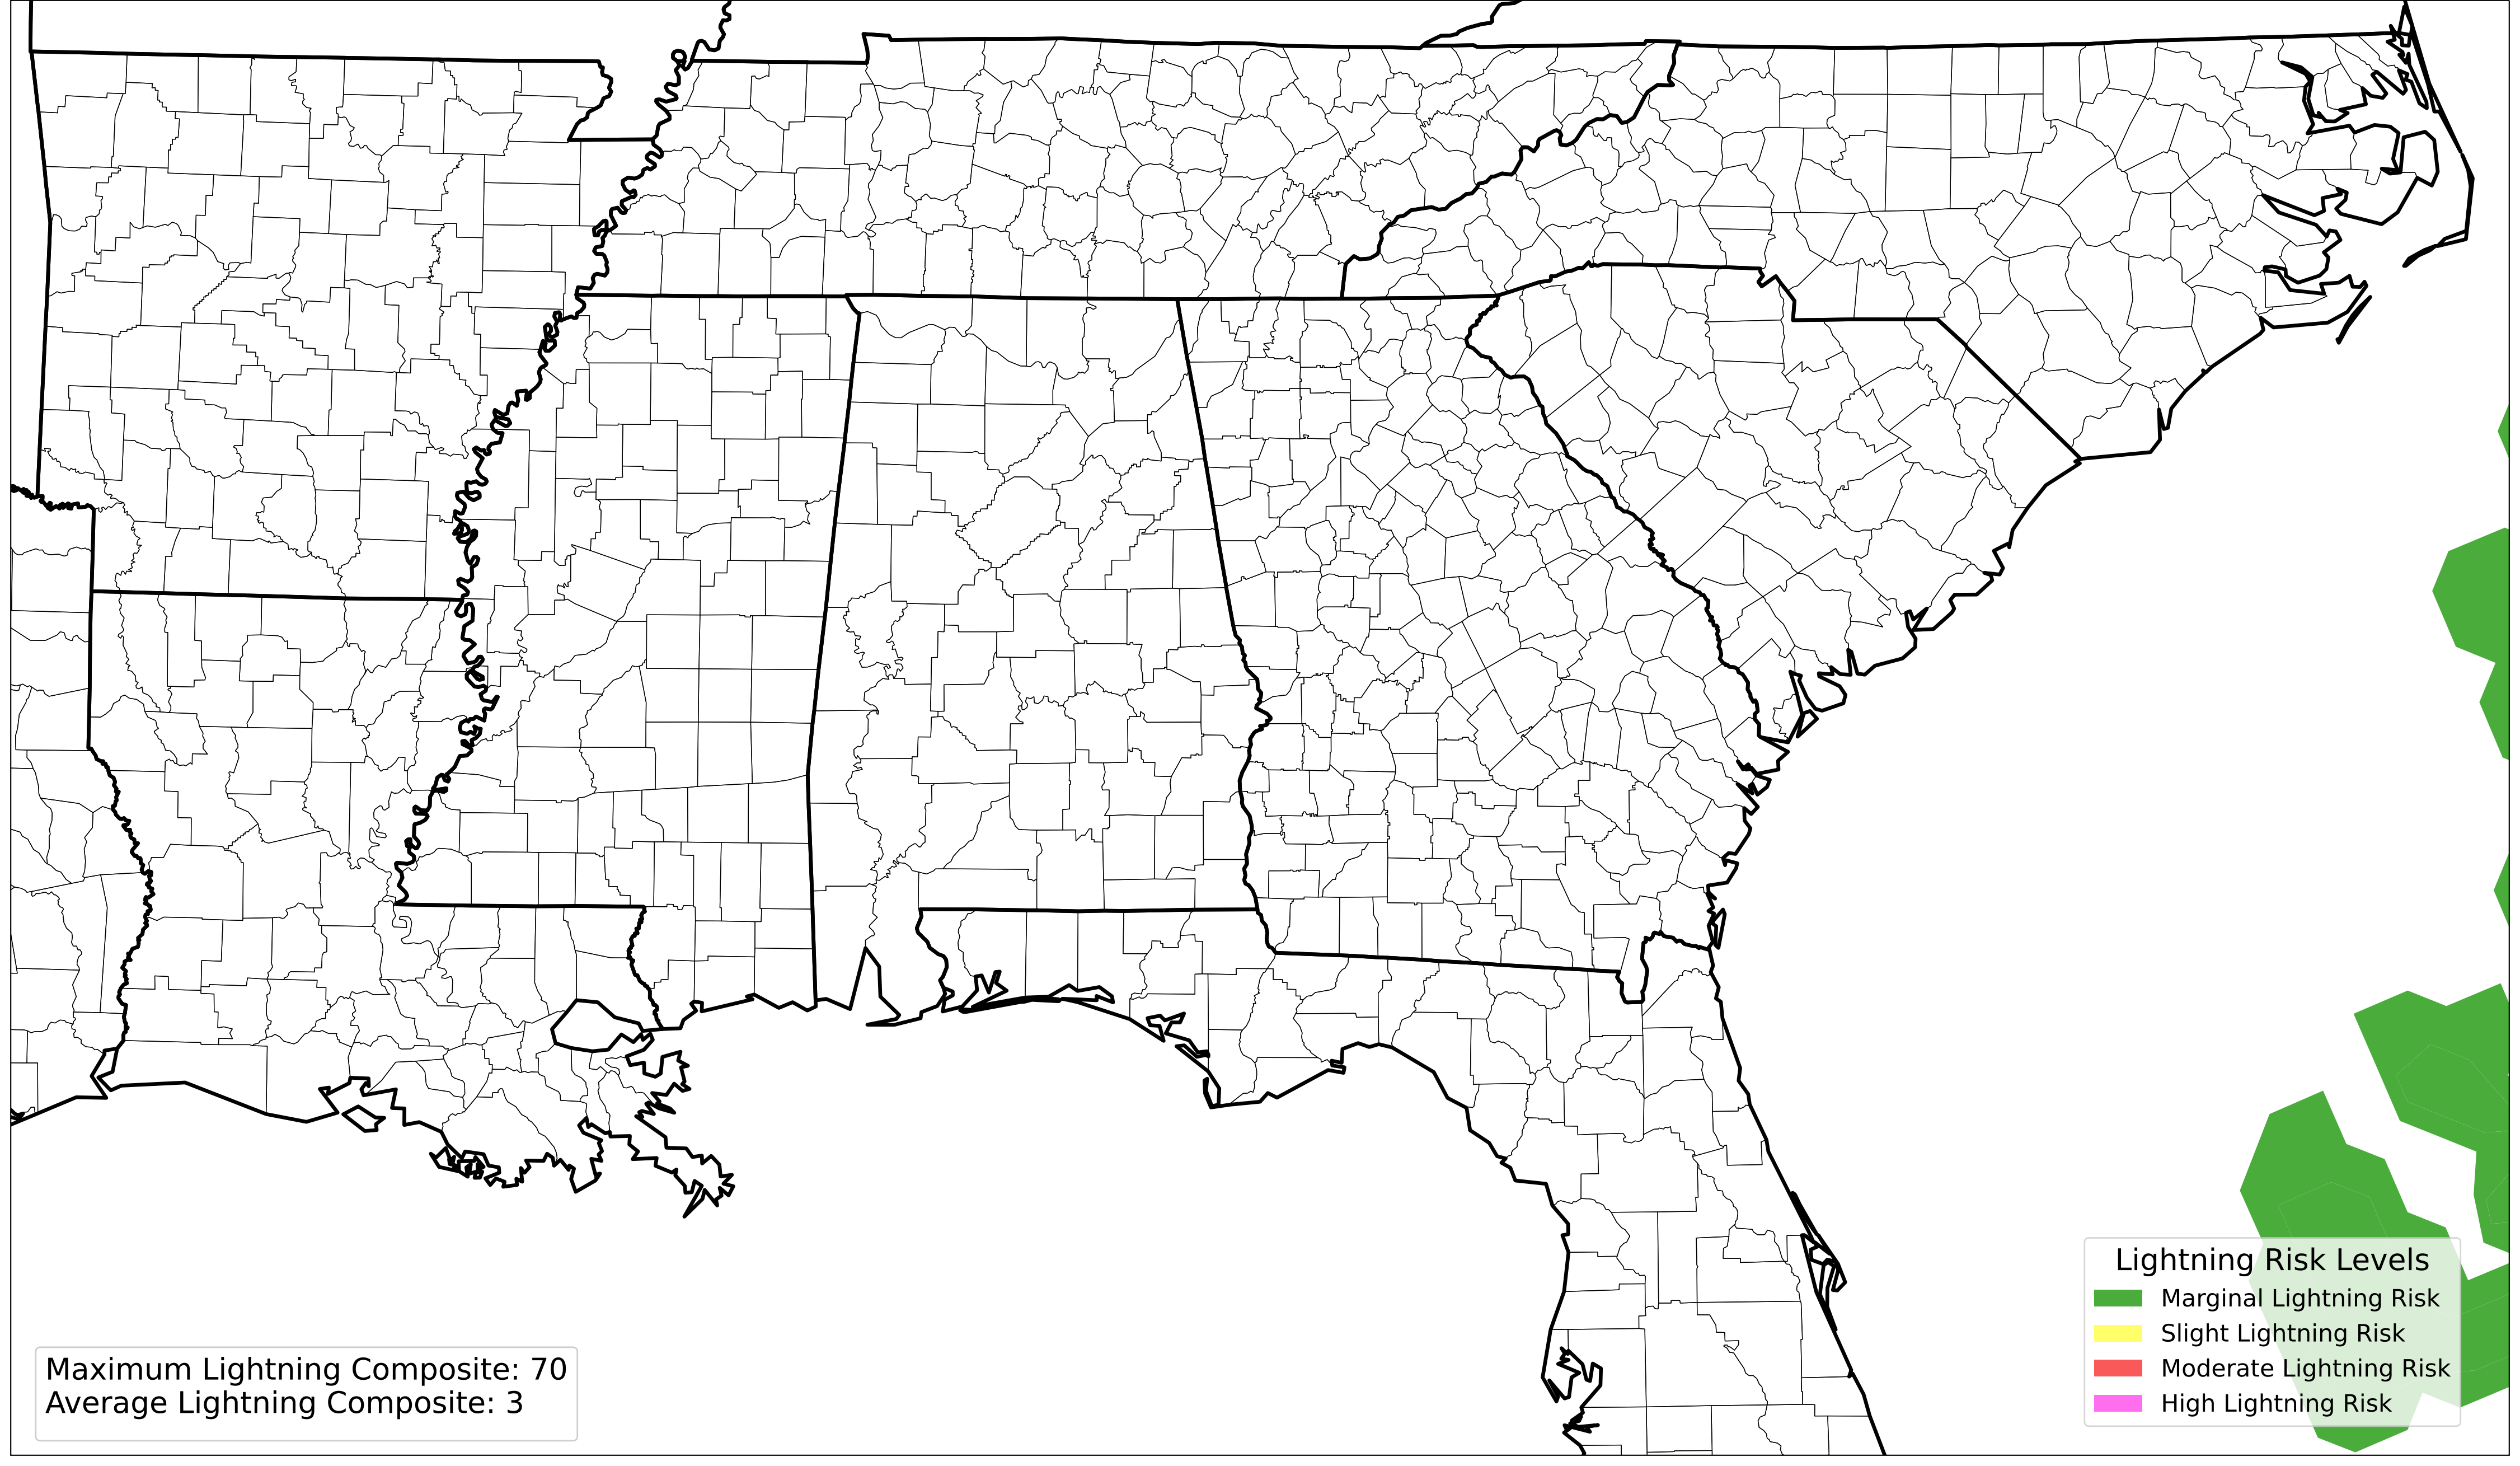 Lightning Risk Levels
Marginal Lightning Risk
Slight Lightning Risk
Moderate Lightning Risk
High Lightning Risk
Maximum Lightning Composite: 70
Average Lightning Composite: 3